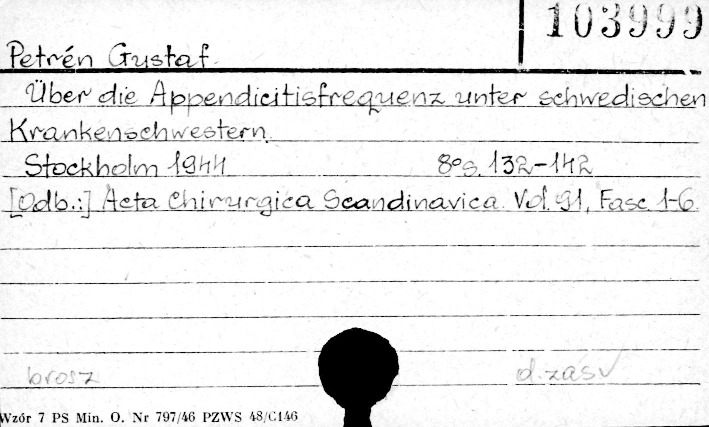 103999
Petrén Gustaf.
Über die Appendicitisfrequenz unter schwedischen
Krankenschwestern.
Stockholm 1944 8° s. 132-142
[Odb.:] Acta Chirurgica Scandinavica. Vol. 91, Fasc. 1-6.
brosz d. zás√
Wzór 7 PS Min. O. Nr 797/46 PZWS 48/C146